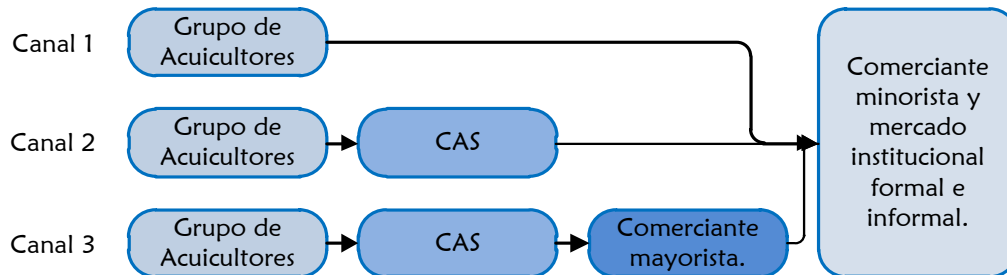 Canal 1
Grupo de
Acuicultores
Canal 2
Grupo de
Acuicultores
CAS
Canal 3
Grupo de
Acuicultores
CAS
Comerciante
mayorista.
Comerciante
minorista y
mercado
institucional
formal e
informal.